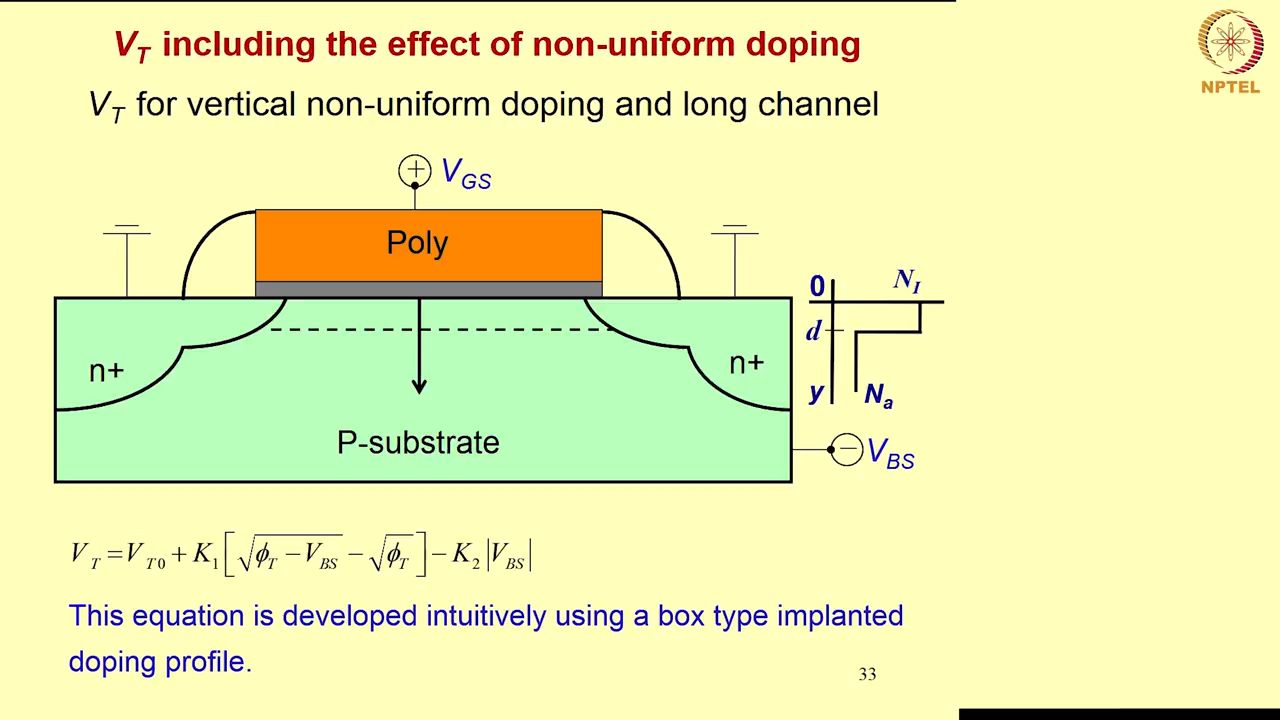 V_T including the effect of non-uniform doping
NPTEL
V_T for vertical non-uniform doping and long channel
+ V_GS
Poly
0 N_I
d
n+ n+
y N_a
P-substrate
− V_BS
V_T = V_T0 + K_1[√(ϕ_T − V_BS) − √ϕ_T] − K_2|V_BS|
This equation is developed intuitively using a box type implanted
doping profile.
33